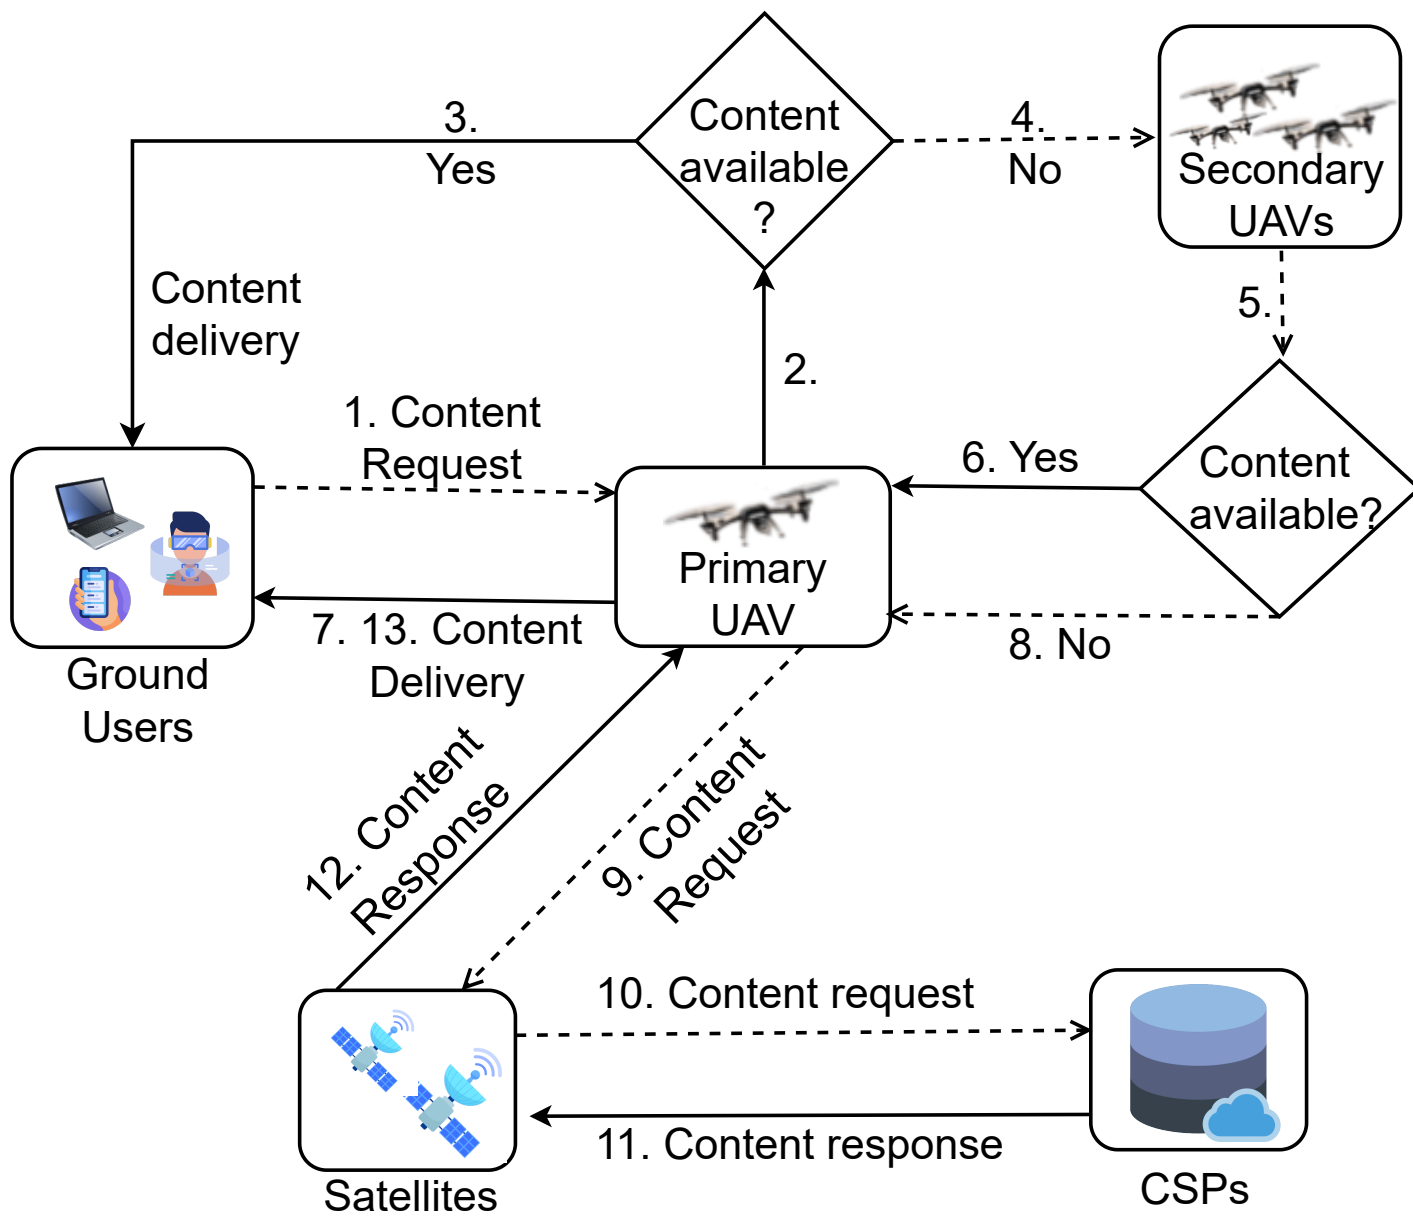 Content
available
?
3.
Yes
4.
No
Secondary
UAVs
Content
delivery
5.
2.
1. Content
Request
6. Yes
Content
available?
Primary
UAV
7. 13. Content
Delivery
8. No
Ground
Users
12. Content
Response
9. Content
Request
10. Content request
11. Content response
Satellites
CSPs